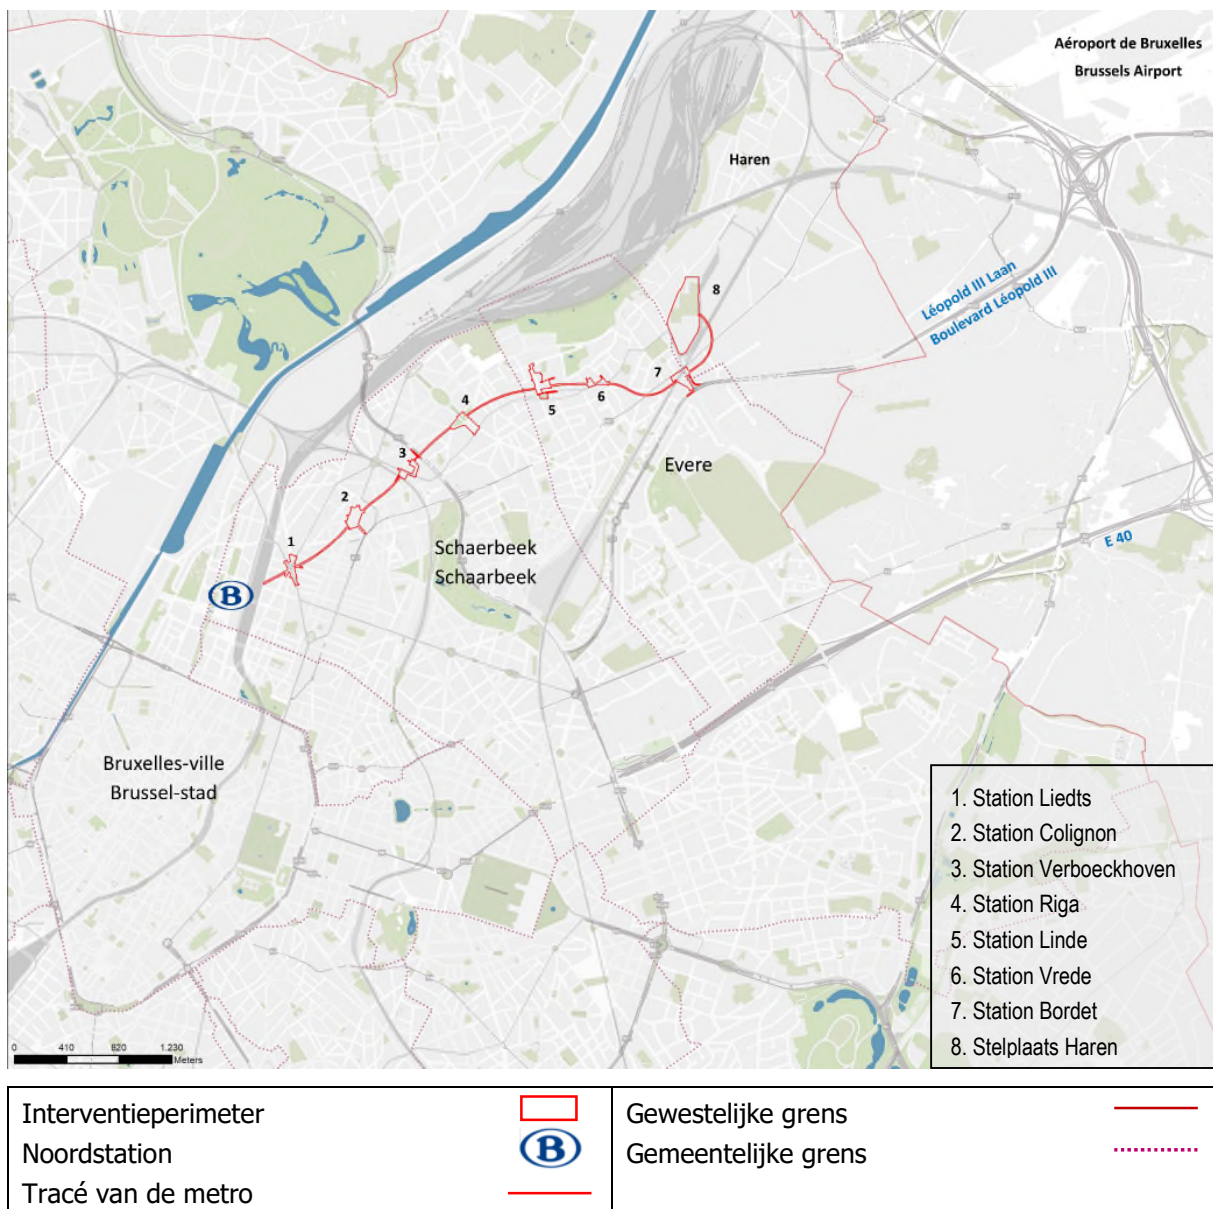 Aéroport de Bruxelles
Brussels Airport
Haren
Léopold III Laan
Boulevard Léopold III
8
7
6
5
4
3
2
1
Evere
E 40
Schaerbeek
Schaarbeek
B
Bruxelles-ville
Brussel-stad
1. Station Liedts
2. Station Colignon
3. Station Verboeckhoven
4. Station Riga
5. Station Linde
6. Station Vrede
7. Station Bordet
8. Stelplaats Haren
0 410 820 1.230
Meters
Interventieperimeter
Noordstation
B
Tracé van de metro
Gewestelijke grens
Gemeentelijke grens